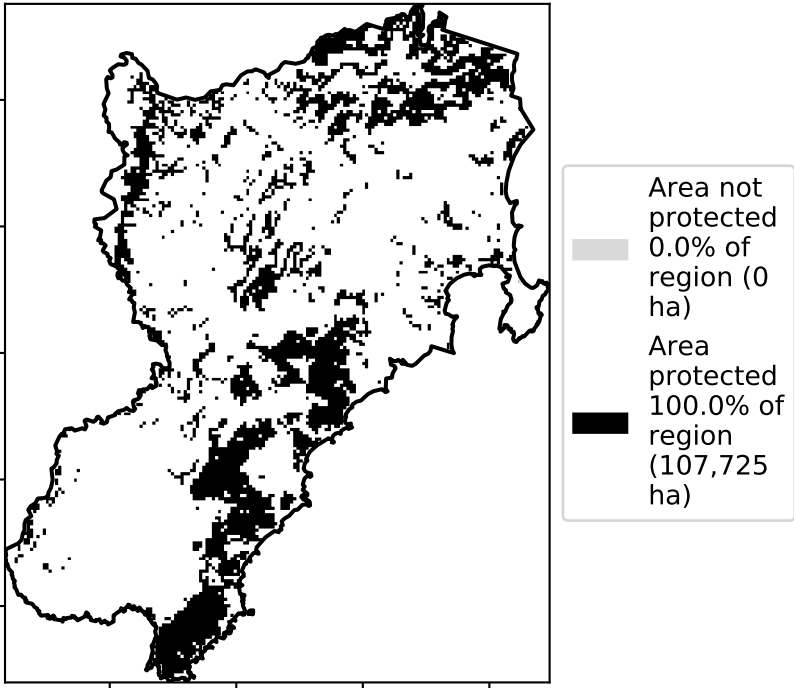 Area not
protected
0.0% of
region (0
ha)
Area
protected
100.0% of
region
(107,725
ha)